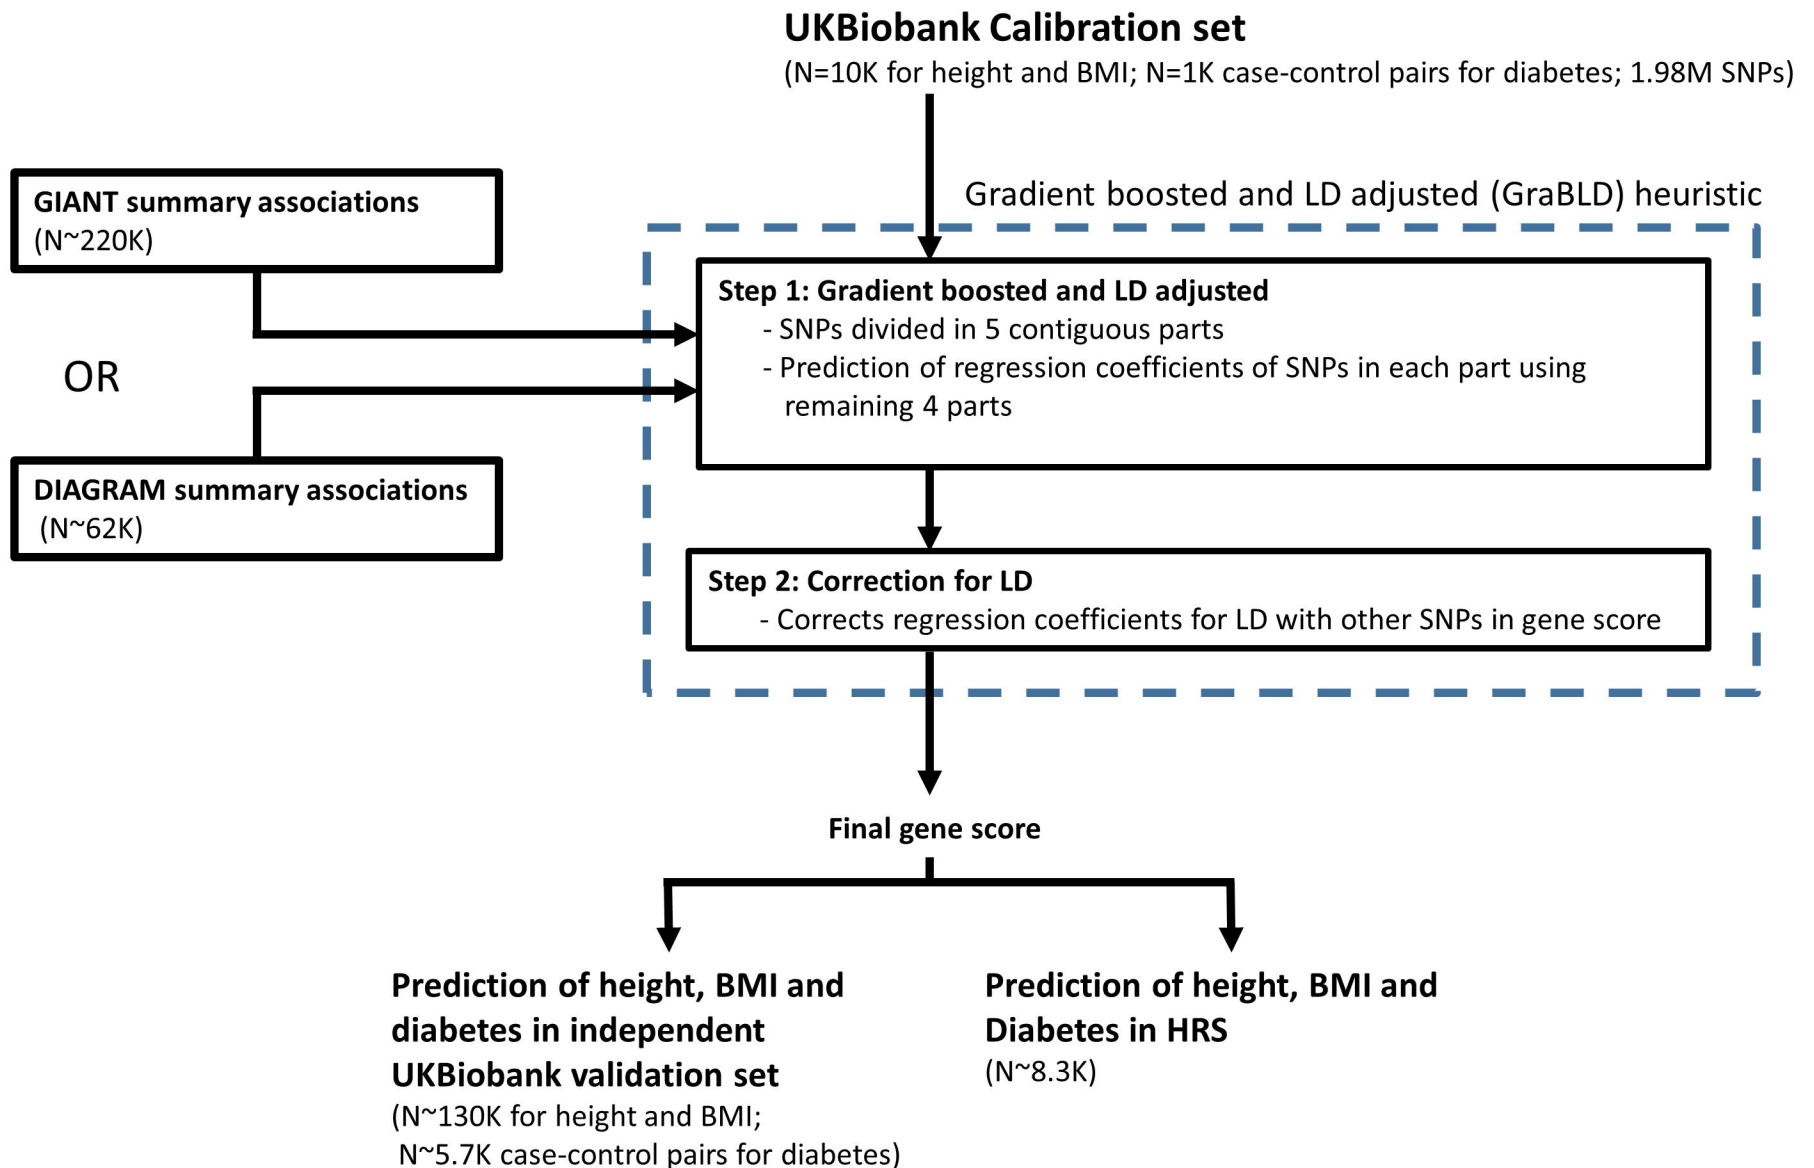 UKBiobank Calibration set
(N=10K for height and BMI; N=1K case-control pairs for diabetes; 1.98M SNPs)
GIANT summary associations
(N~220K)
OR
DIAGRAM summary associations
(N~62K)
Gradient boosted and LD adjusted (GraBLD) heuristic
Step 1: Gradient boosted and LD adjusted
- SNPs divided in 5 contiguous parts
- Prediction of regression coefficients of SNPs in each part using
remaining 4 parts
Step 2: Correction for LD
- Corrects regression coefficients for LD with other SNPs in gene score
Final gene score
Prediction of height, BMI and
diabetes in independent
UKBiobank validation set
(N~130K for height and BMI;
N~5.7K case-control pairs for diabetes)
Prediction of height, BMI and
Diabetes in HRS
(N~8.3K)